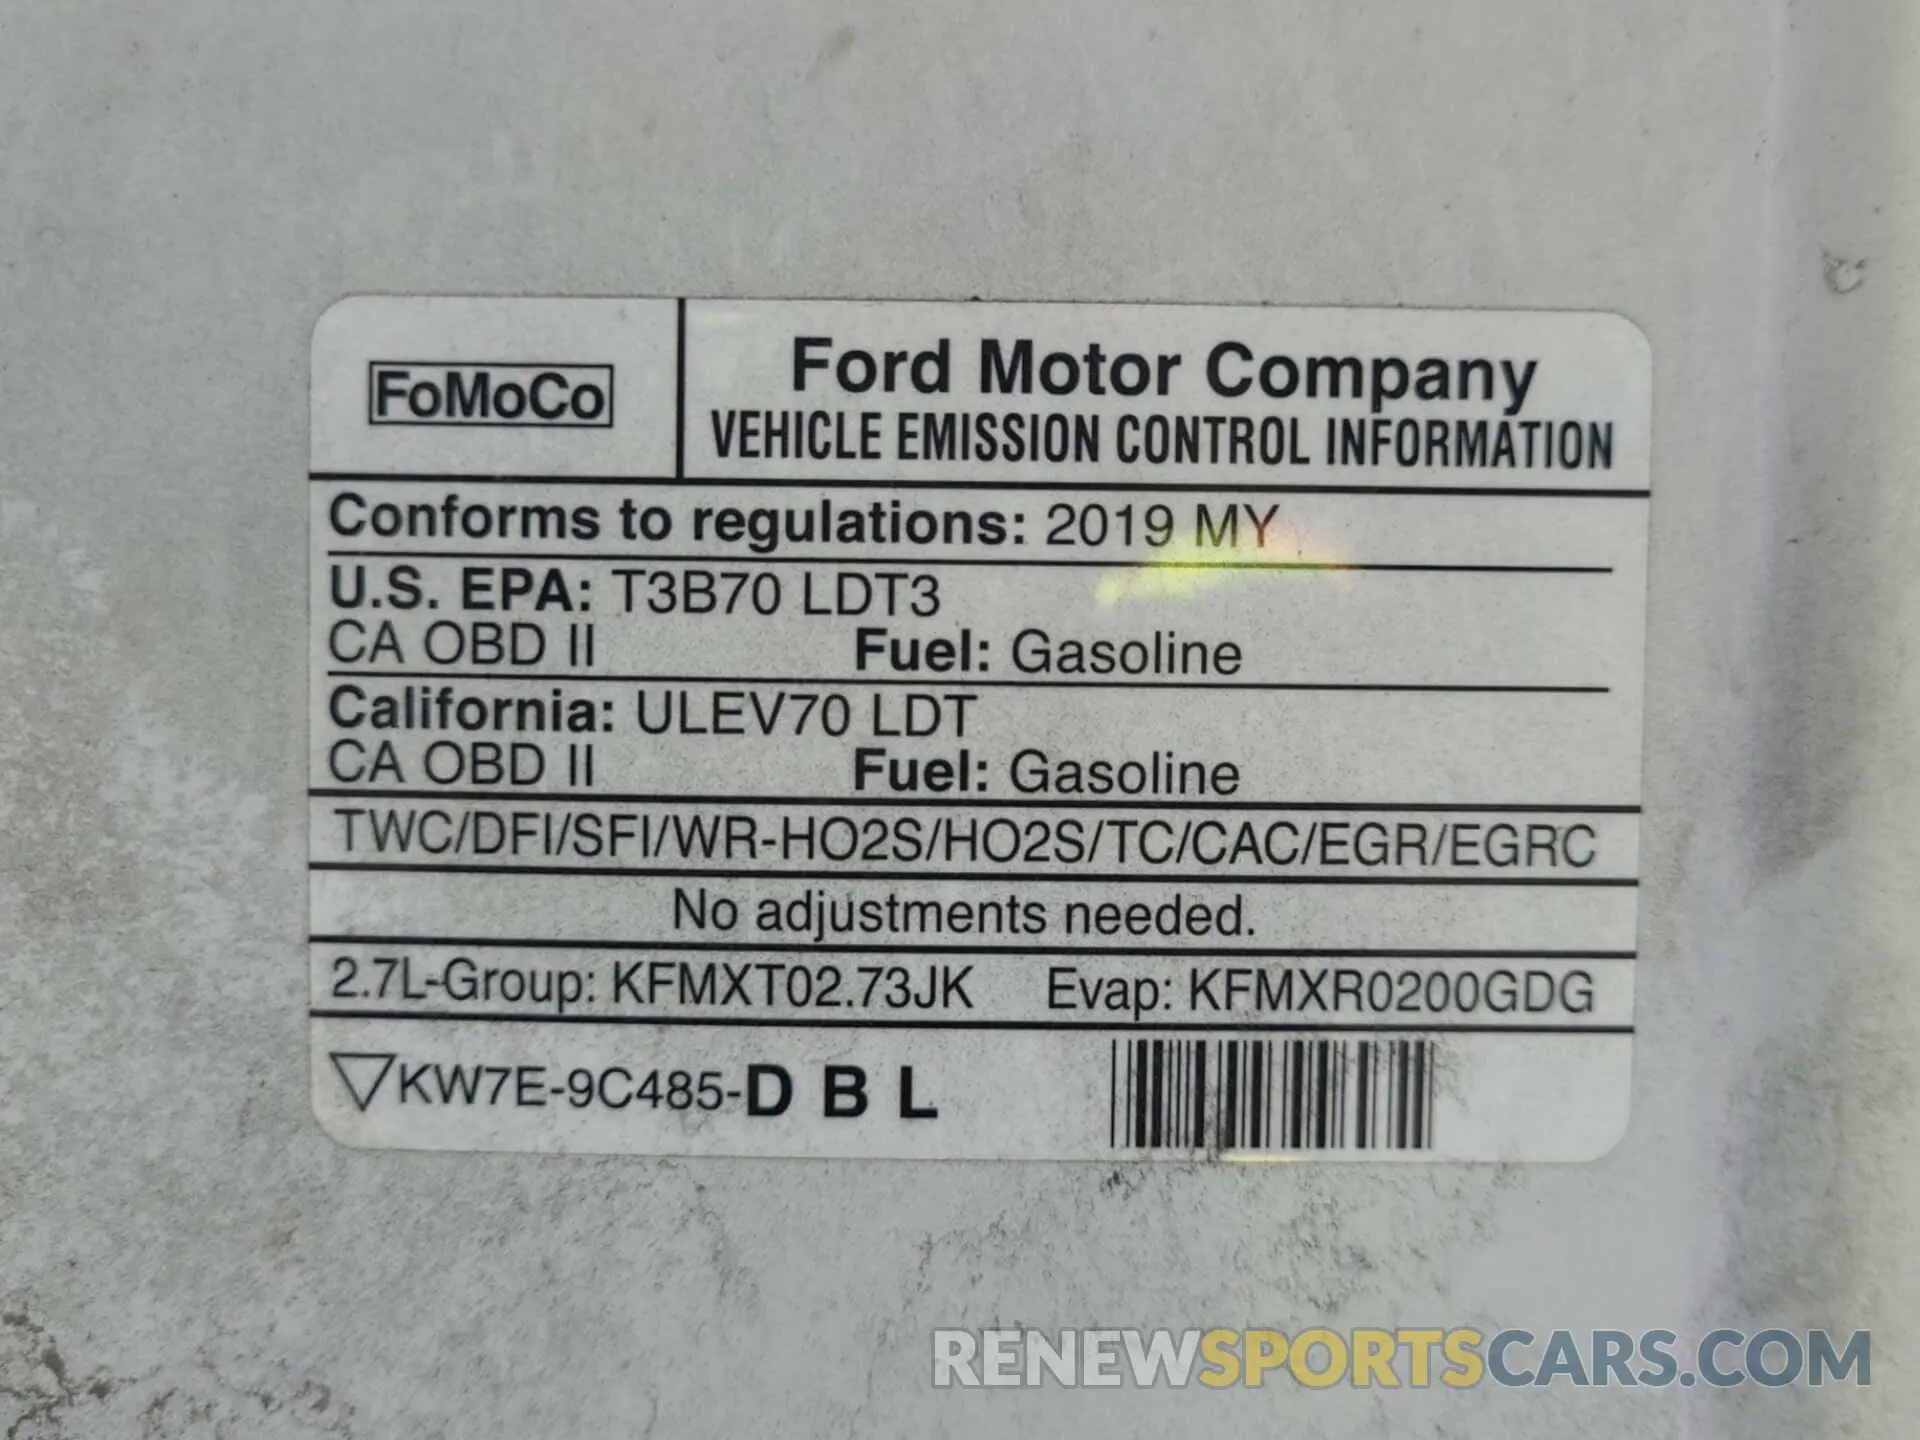 FoMoCo
Ford Motor Company
VEHICLE EMISSION CONTROL INFORMATION
Conforms to regulations: 2019 MY
U.S. EPA: T3B70 LDT3
CA OBD II Fuel: Gasoline
California: ULEV70 LDT
CA OBD II Fuel: Gasoline
TWC/DFI/SFI/WR-HO2S/HO2S/TC/CAC/EGR/EGRC
No adjustments needed.
2.7L-Group: KFMXT02.73JK Evap: KFMXR0200GDG
▽KW7E-9C485-D B L
RENEWSPORTSCARS.COM